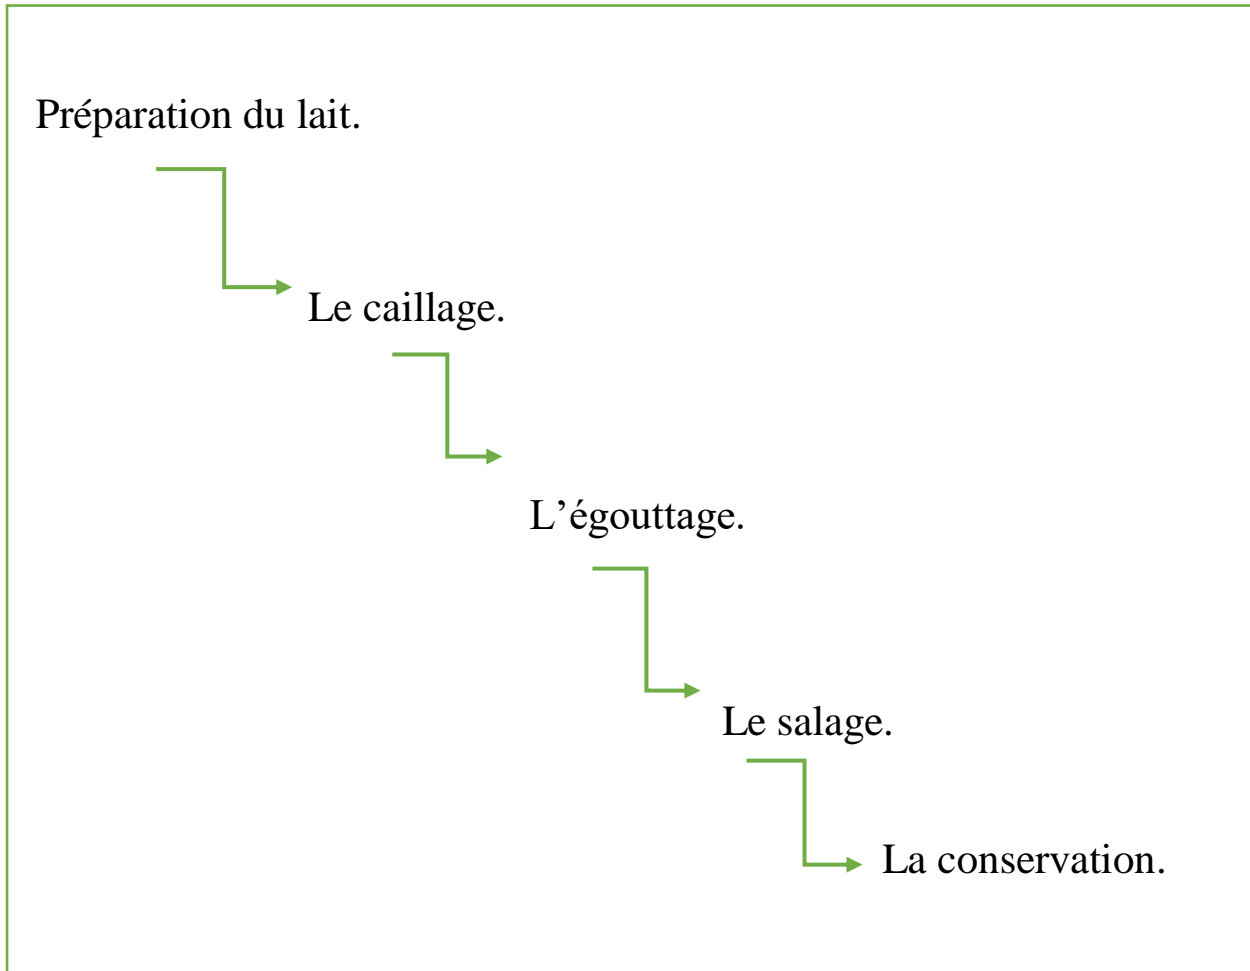 Préparation du lait.
Le caillage.
L’égouttage.
Le salage.
La conservation.